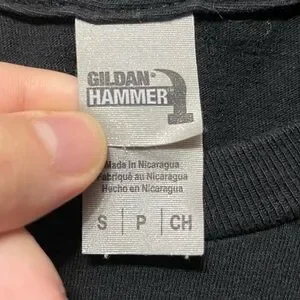 GILDAN®
HAMMER
Made in Nicaragua
Fabriqué au Nicaragua
Hecho en Nicaragua
S | P | CH